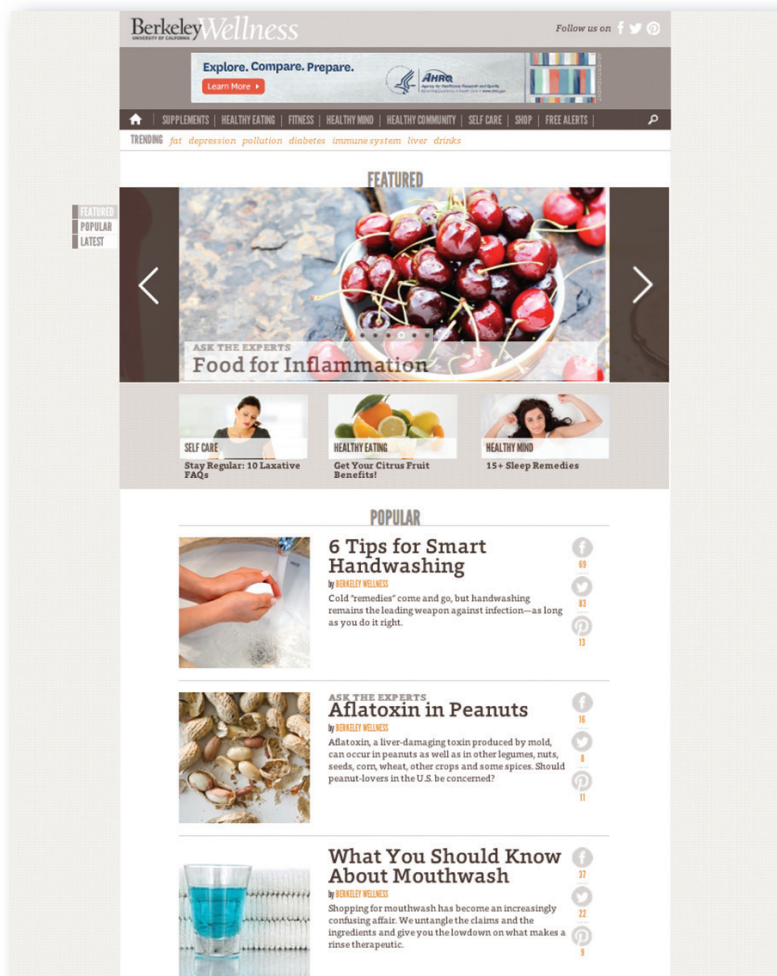 Berkeley Wellness
UNIVERSITY OF CALIFORNIA
Follow us on
Explore. Compare. Prepare.
Learn More
AHRQ
Agency for Healthcare Research and Quality
SUPPLEMENTS | HEALTHY EATING | FITNESS | HEALTHY MIND | HEALTHY COMMUNITY | SELF CARE | SHOP | FREE ALERTS |
TRENDING fat depression pollution diabetes immune system liver drinks
FEATURED
FEATURED
POPULAR
LATEST
ASK THE EXPERTS
Food for Inflammation
SELF CARE
Stay Regular: 10 Laxative
FAQs
HEALTHY EATING
Get Your Citrus Fruit
Benefits!
HEALTHY MIND
15+ Sleep Remedies
POPULAR
6 Tips for Smart
Handwashing
by BERKELEY WELLNESS
Cold "remedies" come and go, but handwashing
remains the leading weapon against infection—as long
as you do it right.
69
83
13
ASK THE EXPERTS
Aflatoxin in Peanuts
by BERKELEY WELLNESS
Aflatoxin, a liver-damaging toxin produced by mold,
can occur in peanuts as well as in other legumes, nuts,
seeds, corn, wheat, other crops and some spices. Should
peanut-lovers in the U.S. be concerned?
16
8
11
What You Should Know
About Mouthwash
by BERKELEY WELLNESS
Shopping for mouthwash has become an increasingly
confusing affair. We untangle the claims and the
ingredients and give you the lowdown on what makes a
rinse therapeutic.
37
22
9